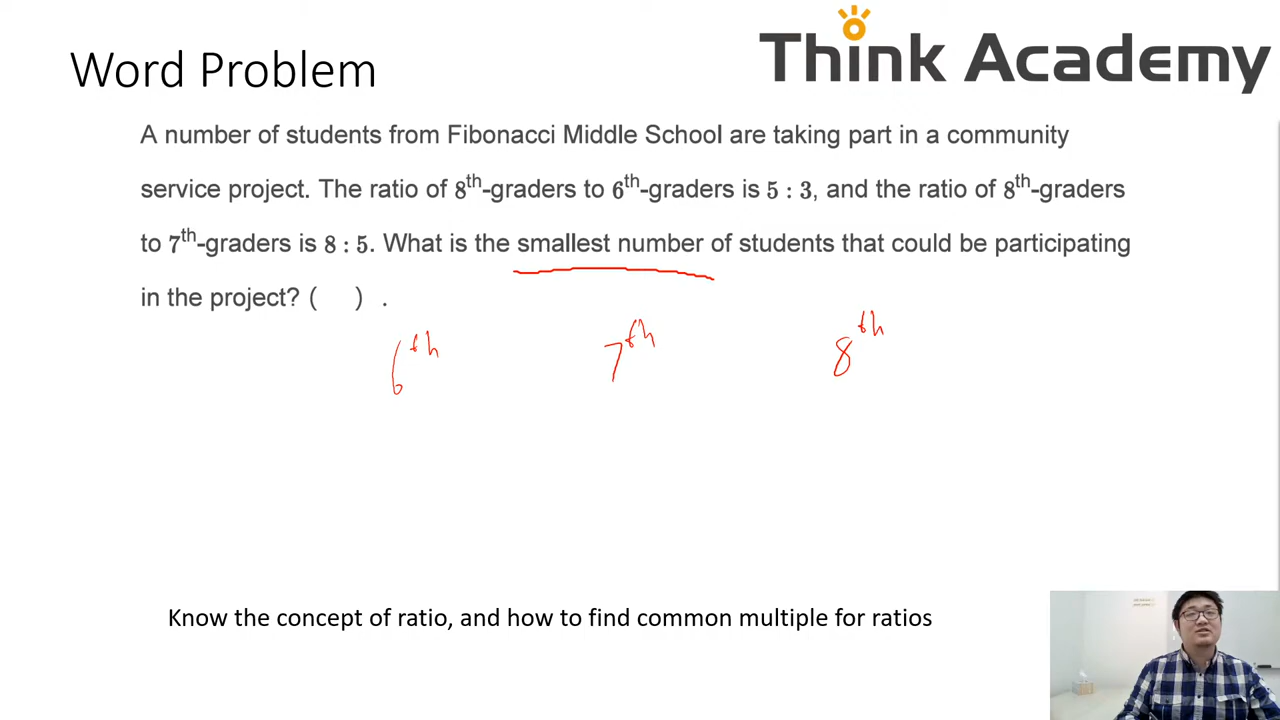 Think Academy
Word Problem
A number of students from Fibonacci Middle School are taking part in a community
service project. The ratio of 8th-graders to 6th-graders is 5 : 3, and the ratio of 8th-graders
to 7th-graders is 8 : 5. What is the smallest number of students that could be participating
in the project? ( ) .
6th 7th 8th
Know the concept of ratio, and how to find common multiple for ratios